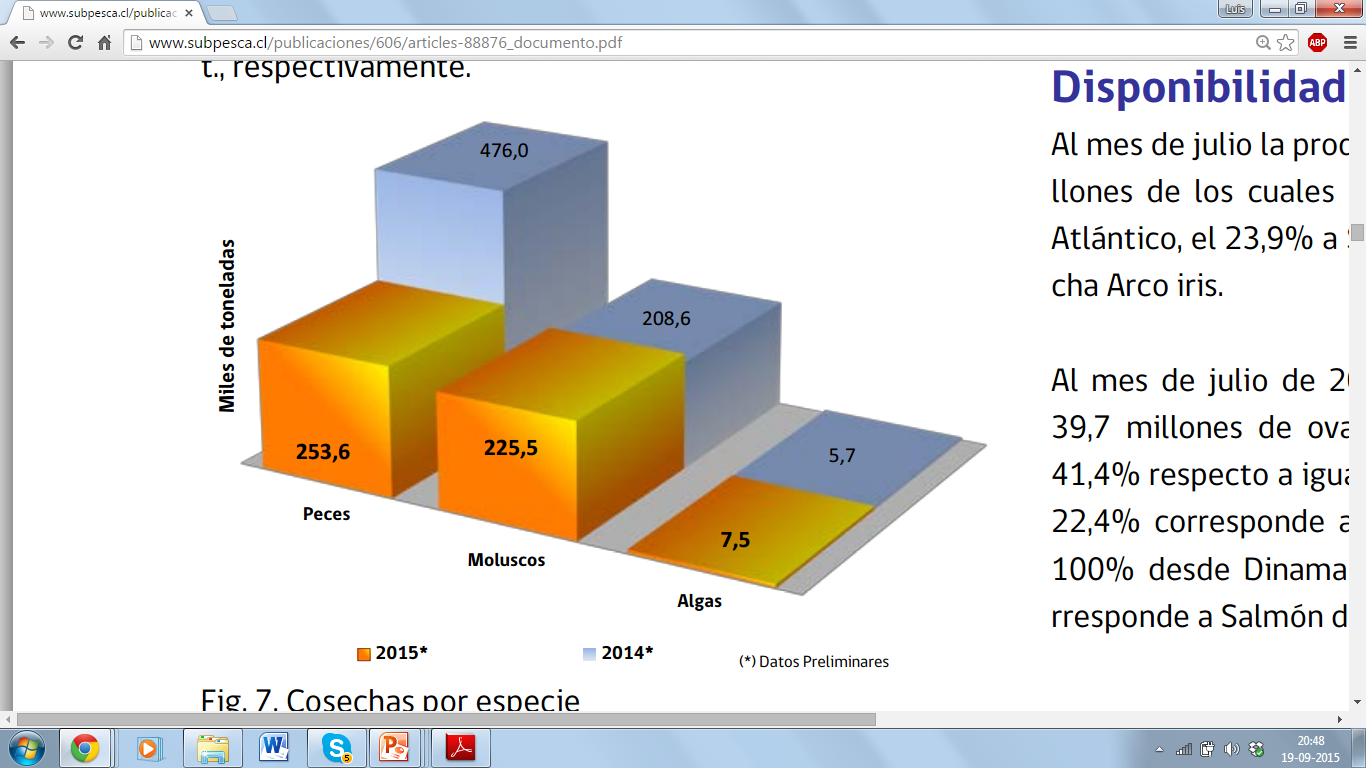 www.subpesca.cl/publicac
Luis
www.subpesca.cl/publicaciones/606/articles-88876_documento.pdf
ABP
t., respectivamente.
476,0
208,6
5,7
253,6
225,5
7,5
Miles de toneladas
Peces
Moluscos
Algas
2015*
2014*
(*) Datos Preliminares
Fig. 7. Cosechas por especie
Disponibilidad
Al mes de julio la proc
llones de los cuales
Atlántico, el 23,9% a
cha Arco iris.
Al mes de julio de 20
39,7 millones de ova
41,4% respecto a igua
22,4% corresponde a
100% desde Dinama
rresponde a Salmón d
5
20:48
19-09-2015